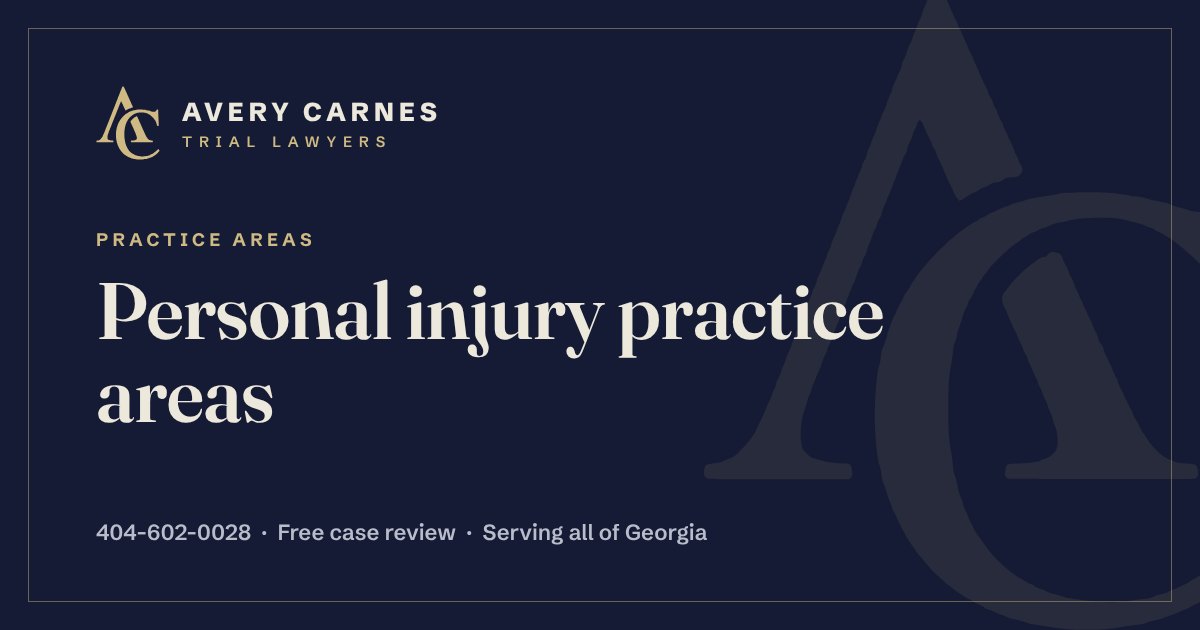 AC
AVERY CARNES
TRIAL LAWYERS
PRACTICE AREAS
Personal injury practice
areas
404-602-0028 · Free case review · Serving all of Georgia